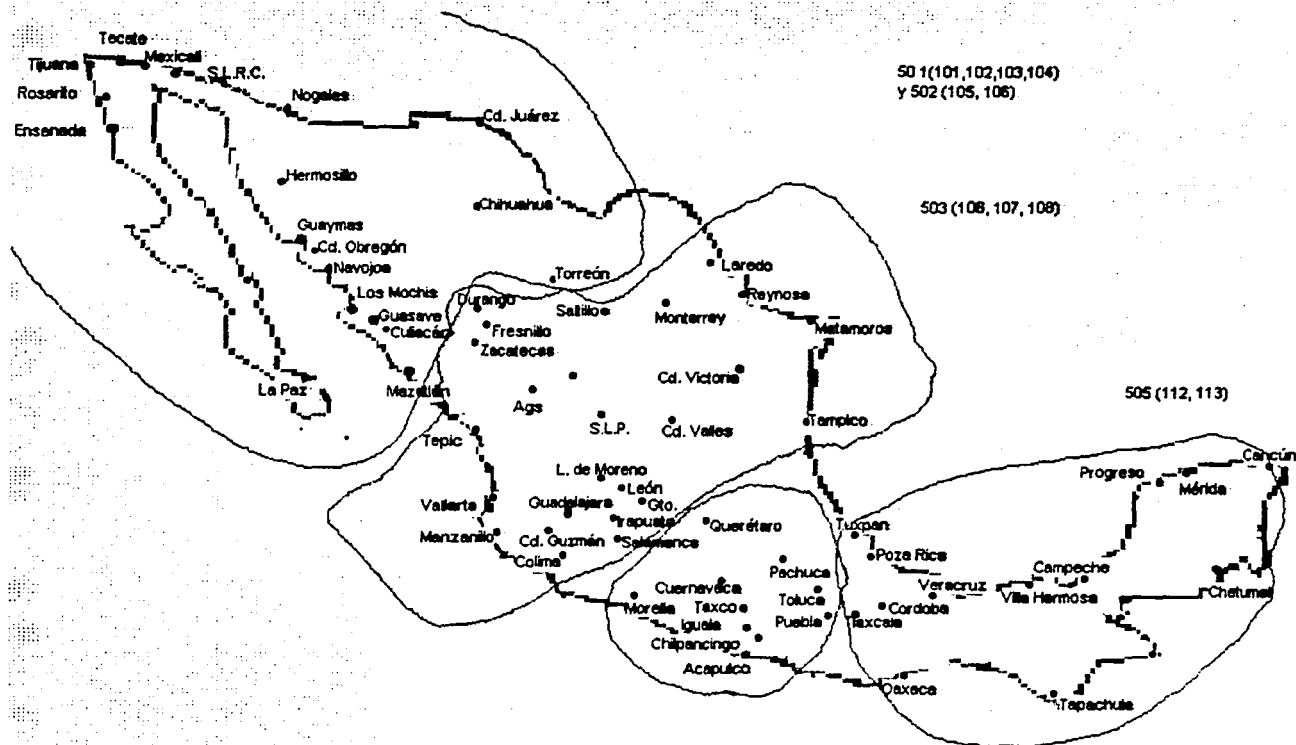 Tecate
Tijuana
Mexicali
S.L.R.C.
Rosarito
Nogales
Ensenada
Cd. Juárez
50 1(101,102,103,104)
y 502 (105, 106)
Hermosillo
Chihuahua
503 (106, 107, 108)
Guaymas
Cd. Obregón
Navojoa
Laredo
Torreón
Los Mochis
Durango
Reynosa
Saltillo
Monterrey
Guasave
Culiacán
Fresnillo
Matamoros
Zacatecas
Cd. Victoria
La Paz
Mazatlán
Ags
505 (112, 113)
S.L.P.
Cd. Valles
Tampico
Tepic
Cancún
L. de Moreno
Progreso
León
Mérida
Vallarta
Guadalajara
Gto.
Irapuato
Querétaro
Tuxpan
Manzanillo
Cd. Guzmán
Salamanca
Colima
Poza Rica
Pachuca
Campeche
Cuernavaca
Veracruz
Villa Hermosa
Chetumal
Toluca
Morelia
Taxco
Cordoba
Iguala
Puebla
Taxcala
Chilpancingo
Acapulco
Oaxaca
Tapachula